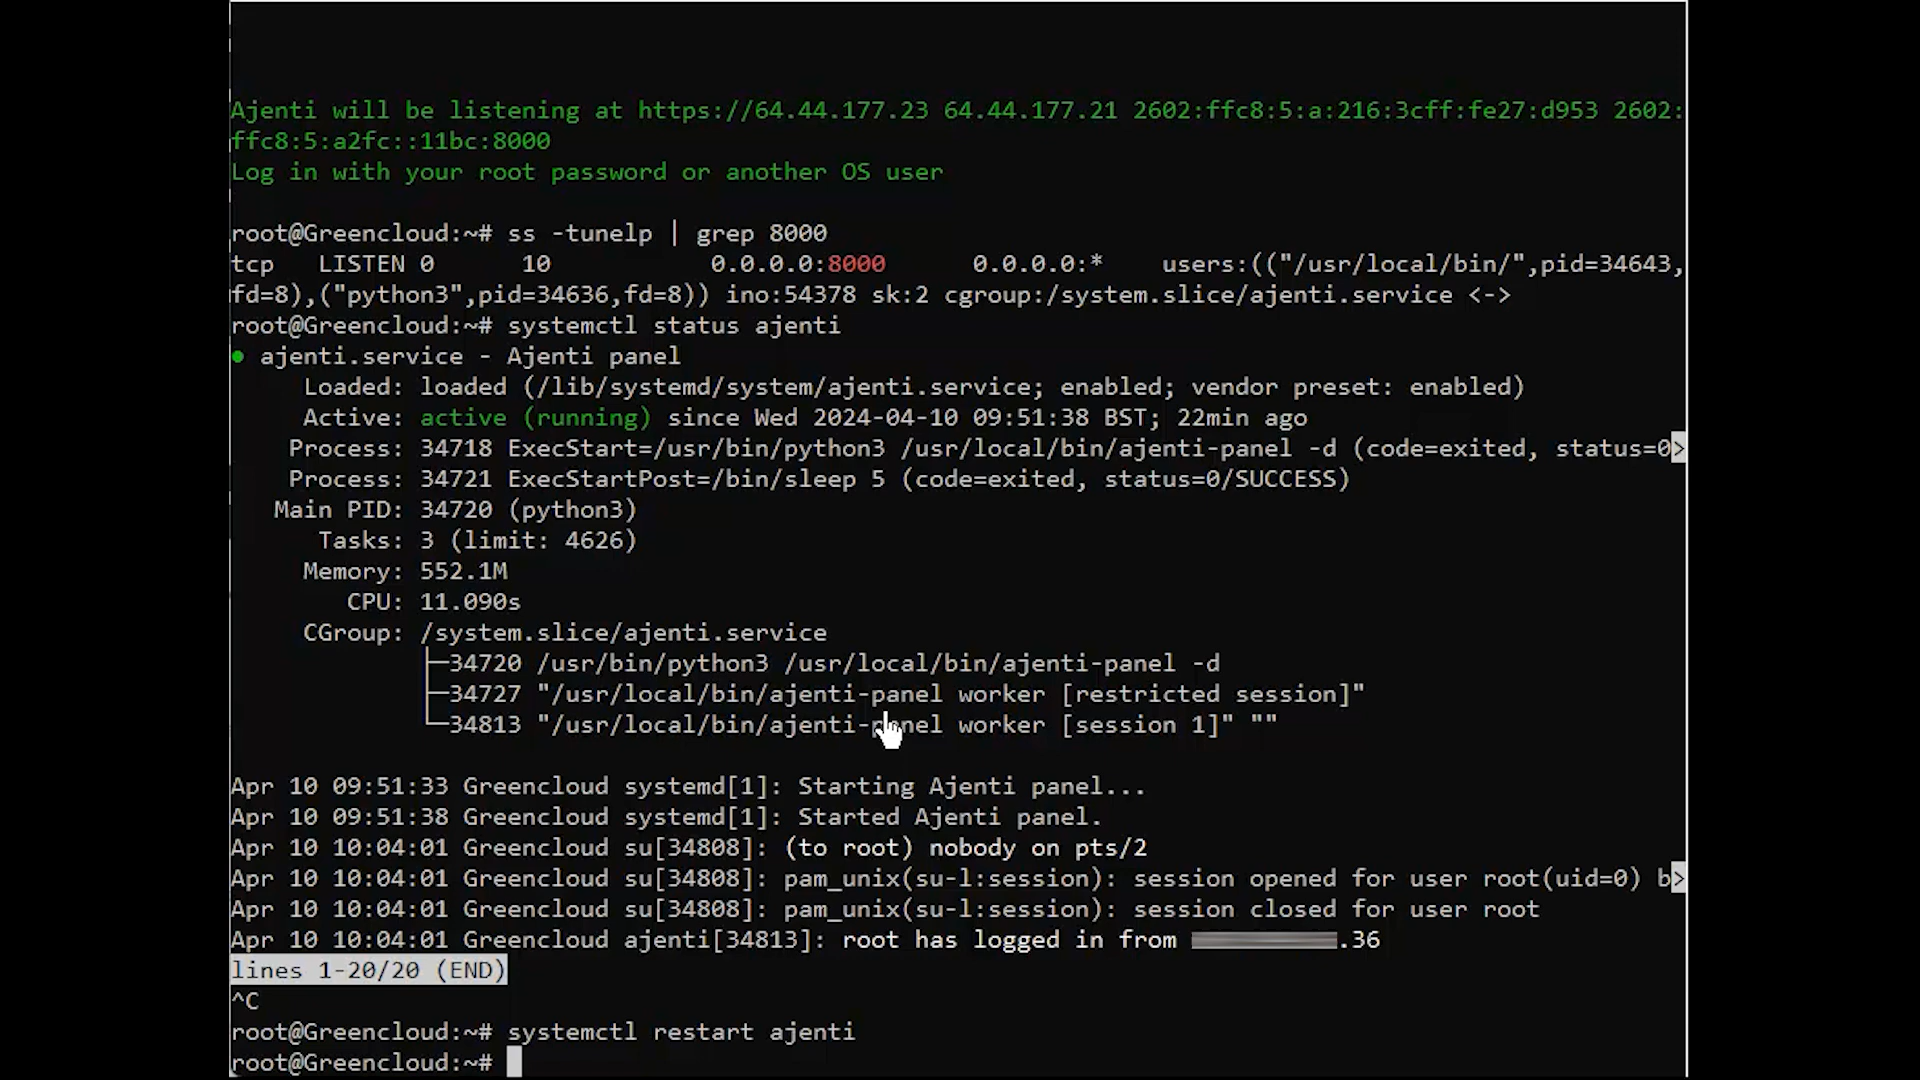 Ajenti will be listening at https://64.44.177.23 64.44.177.21 2602:ffc8:5:a:216:3cff:fe27:d953 2602:
ffc8:5:a2fc::11bc:8000
Log in with your root password or another OS user
root@Greencloud:~# ss -tunelp | grep 8000
tcp LISTEN 0 10 0.0.0.0:8000 0.0.0.0:* users:(("/usr/local/bin/",pid=34643,
fd=8),("python3",pid=34636,fd=8)) ino:54378 sk:2 cgroup:/system.slice/ajenti.service <->
root@Greencloud:~# systemctl status ajenti
● ajenti.service - Ajenti panel
Loaded: loaded (/lib/systemd/system/ajenti.service; enabled; vendor preset: enabled)
Active: active (running) since Wed 2024-04-10 09:51:38 BST; 22min ago
Process: 34718 ExecStart=/usr/bin/python3 /usr/local/bin/ajenti-panel -d (code=exited, status=0>
Process: 34721 ExecStartPost=/bin/sleep 5 (code=exited, status=0/SUCCESS)
Main PID: 34720 (python3)
Tasks: 3 (limit: 4626)
Memory: 552.1M
CPU: 11.090s
CGroup: /system.slice/ajenti.service
├─34720 /usr/bin/python3 /usr/local/bin/ajenti-panel -d
├─34727 "/usr/local/bin/ajenti-panel worker [restricted session]"
└─34813 "/usr/local/bin/ajenti-panel worker [session 1]" ""
Apr 10 09:51:33 Greencloud systemd[1]: Starting Ajenti panel...
Apr 10 09:51:38 Greencloud systemd[1]: Started Ajenti panel.
Apr 10 10:04:01 Greencloud su[34808]: (to root) nobody on pts/2
Apr 10 10:04:01 Greencloud su[34808]: pam_unix(su-l:session): session opened for user root(uid=0) b>
Apr 10 10:04:01 Greencloud su[34808]: pam_unix(su-l:session): session closed for user root
Apr 10 10:04:01 Greencloud ajenti[34813]: root has logged in from .36
lines 1-20/20 (END)
^C
root@Greencloud:~# systemctl restart ajenti
root@Greencloud:~#